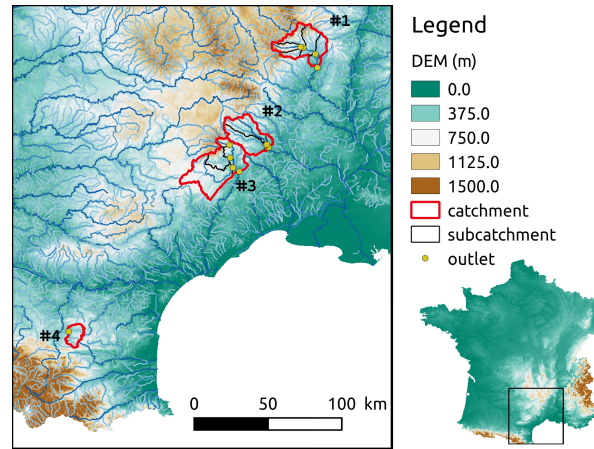 #1
#2
#3
#4
0 50 100 km
Legend
DEM (m)
0.0
375.0
750.0
1125.0
1500.0
catchment
subcatchment
outlet